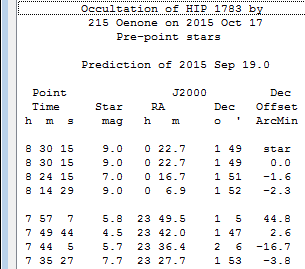 Occultation of HIP 1783 by
215 Oenone on 2015 Oct 17
Pre-point stars
Prediction of 2015 Sep 19.0
Point J2000 Dec
Time Star RA Dec Offset
h m s mag h m o ' ArcMin
8 30 15 9.0 0 22.7 1 49 star
8 30 15 9.0 0 22.7 1 49 0.0
8 24 15 7.0 0 16.7 1 51 -1.6
8 14 29 9.0 0 6.9 1 52 -2.3
7 57 7 5.8 23 49.5 1 5 44.8
7 49 44 4.5 23 42.0 1 47 2.6
7 44 5 5.7 23 36.4 2 6 -16.7
7 35 27 7.7 23 27.7 1 53 -3.8